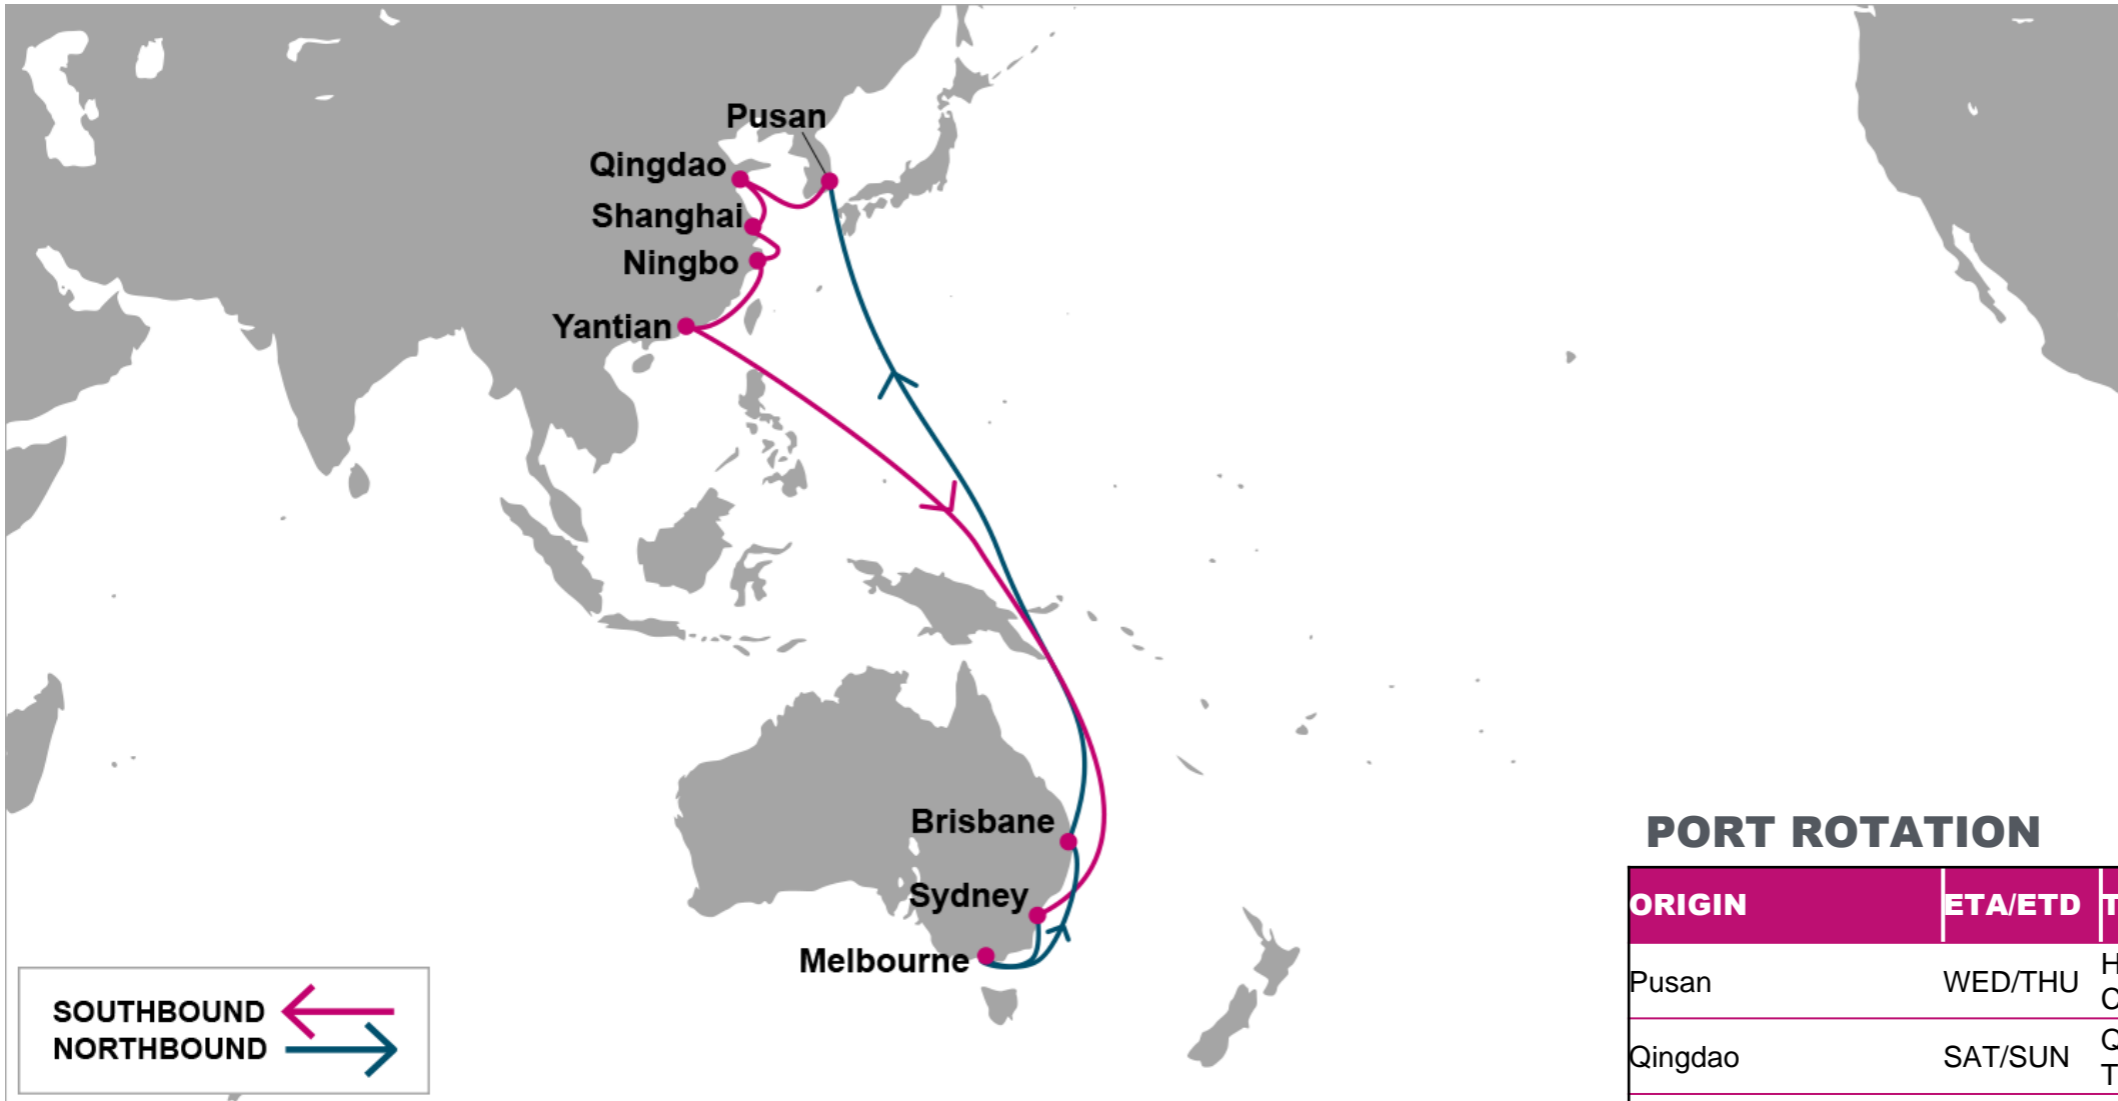 Pusan
Qingdao
Shanghai
Ningbo
Yantian
Brisbane
Sydney
Melbourne
SOUTHBOUND
NORTHBOUND
PORT ROTATION
ORIGIN ETA/ETD T
Pusan WED/THU H
C
Qingdao SAT/SUN Q
T